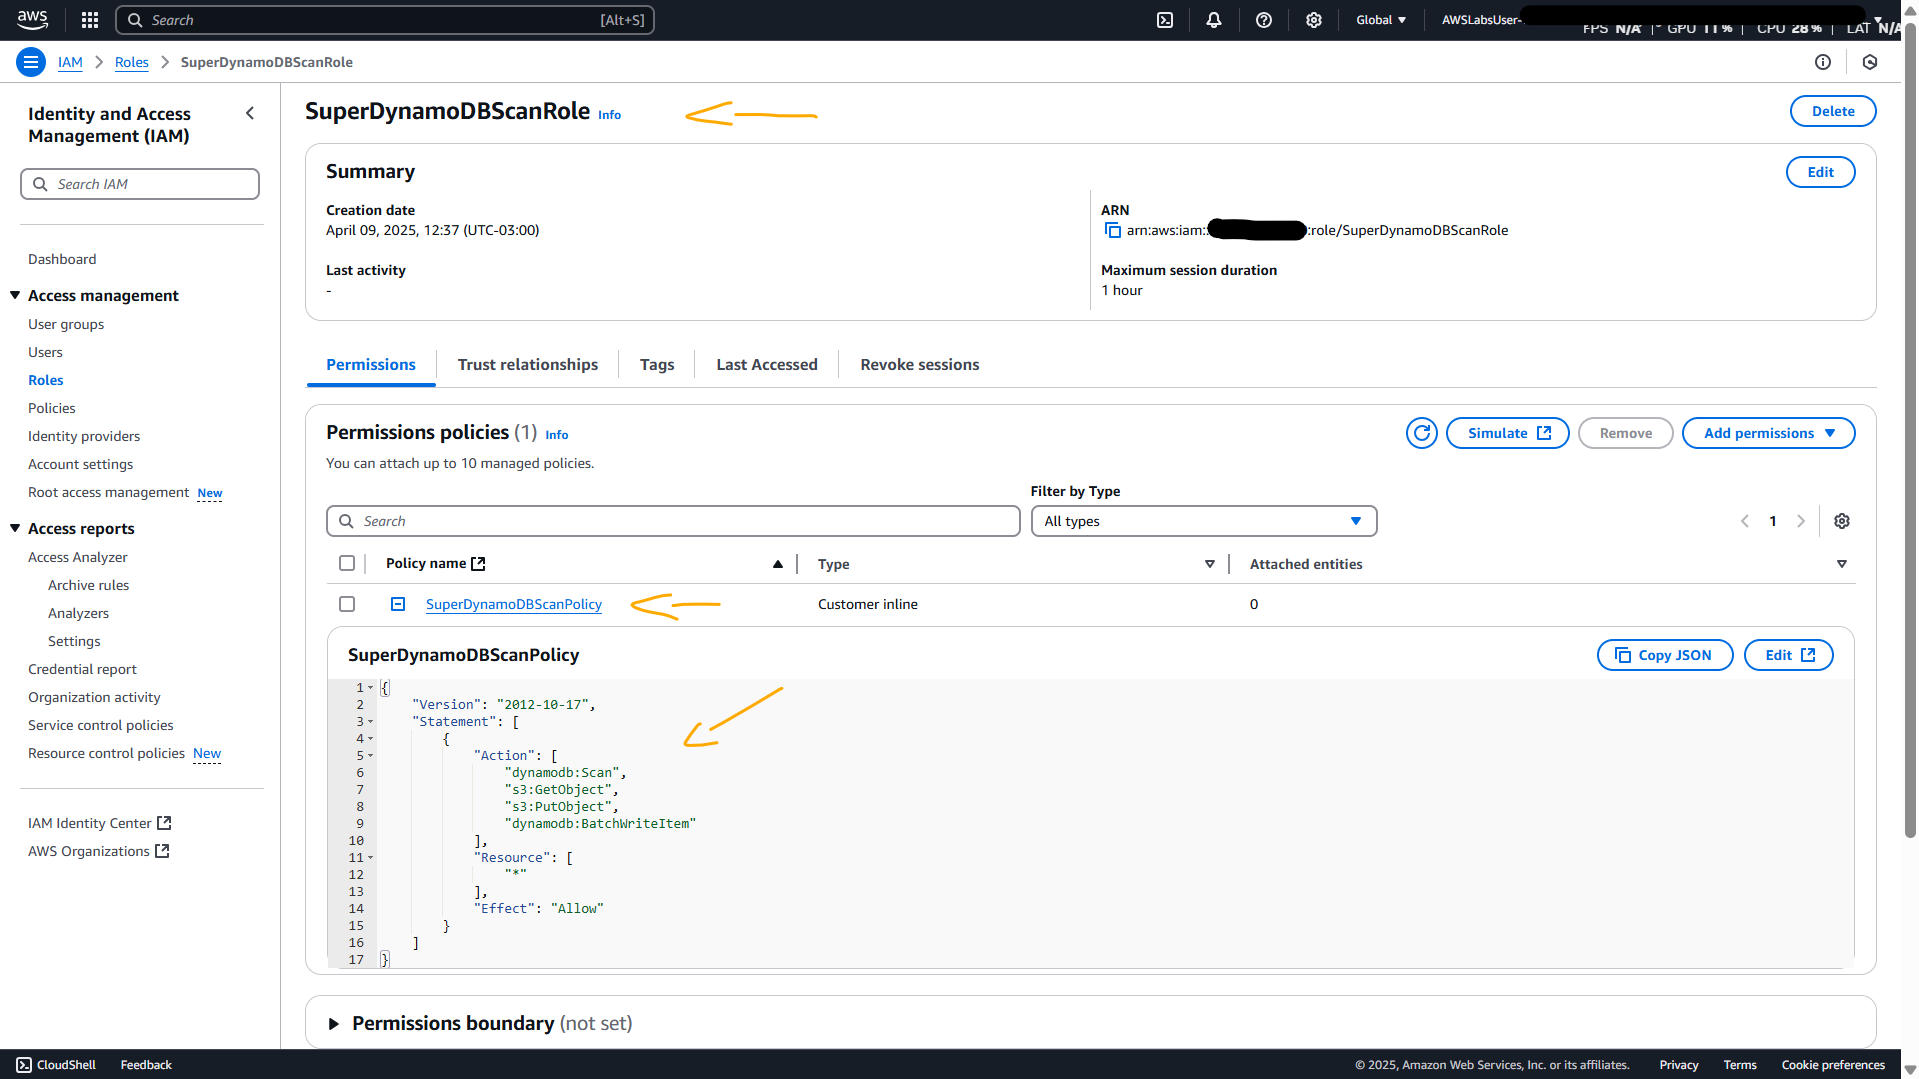 aws
Search [Alt+S]
Global
AWSLabsUser-
FPS N/A GPU 11% CPU 28% LAT N/A
IAM > Roles > SuperDynamoDBScanRole
Identity and Access Management (IAM)
Search IAM
Dashboard
Access management
User groups
Users
Roles
Policies
Identity providers
Account settings
Root access management New
Access reports
Access Analyzer
Archive rules
Analyzers
Settings
Credential report
Organization activity
Service control policies
Resource control policies New
IAM Identity Center
AWS Organizations
SuperDynamoDBScanRole Info
Delete
Summary
Edit
Creation date
April 09, 2025, 12:37 (UTC-03:00)
ARN
arn:aws:iam:: :role/SuperDynamoDBScanRole
Last activity
-
Maximum session duration
1 hour
Permissions
Trust relationships
Tags
Last Accessed
Revoke sessions
Permissions policies (1) Info
Simulate
Remove
Add permissions
You can attach up to 10 managed policies.
Filter by Type
Search
All types
1
Policy name
Type
Attached entities
SuperDynamoDBScanPolicy
Customer inline
0
SuperDynamoDBScanPolicy
Copy JSON
Edit
1 {
2 "Version": "2012-10-17",
3 "Statement": [
4 {
5 "Action": [
6 "dynamodb:Scan",
7 "s3:GetObject",
8 "s3:PutObject",
9 "dynamodb:BatchWriteItem"
10 ],
11 "Resource": [
12 "*"
13 ],
14 "Effect": "Allow"
15 }
16 ]
17 }
Permissions boundary (not set)
CloudShell
Feedback
© 2025, Amazon Web Services, Inc. or its affiliates.
Privacy
Terms
Cookie preferences